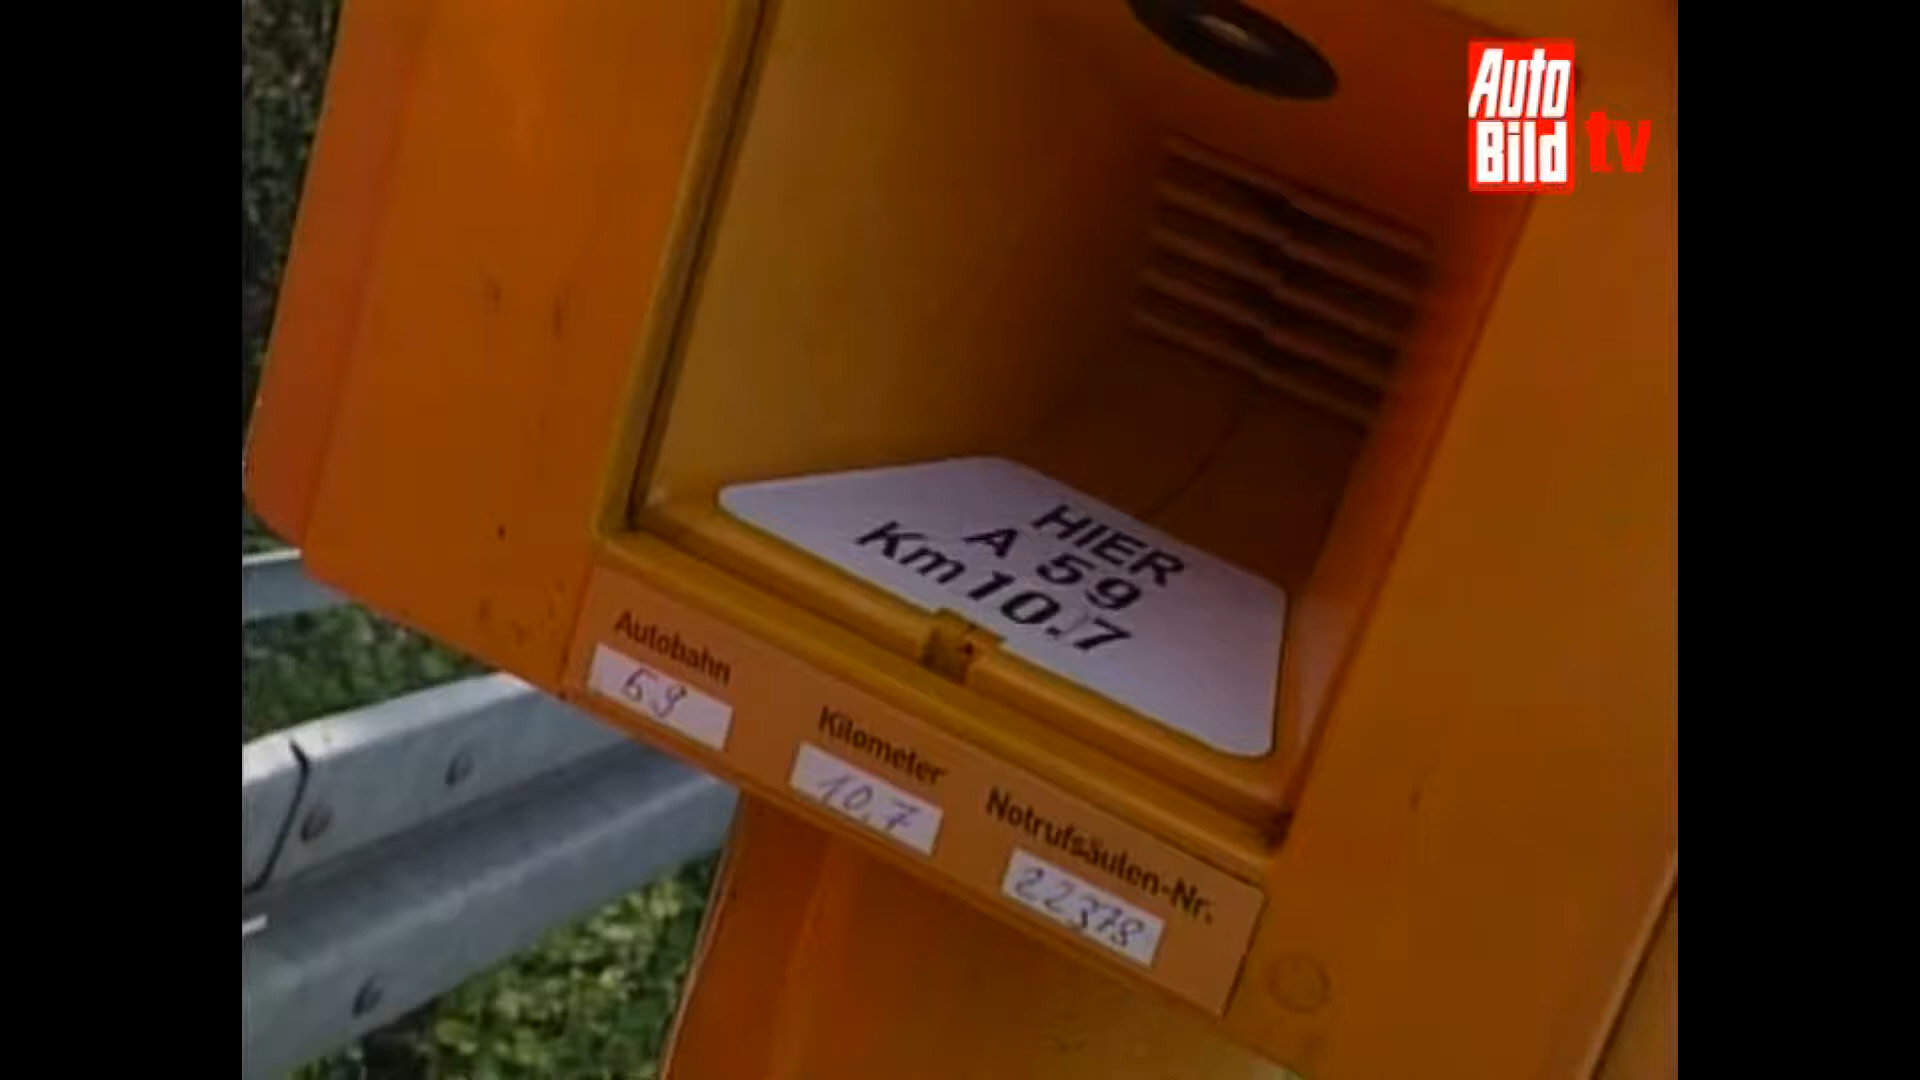 Auto
Bild tv
HIER
A 59
Km 10.7
Autobahn
59
Kilometer
10,7
Notrufsäulen-Nr.
22378